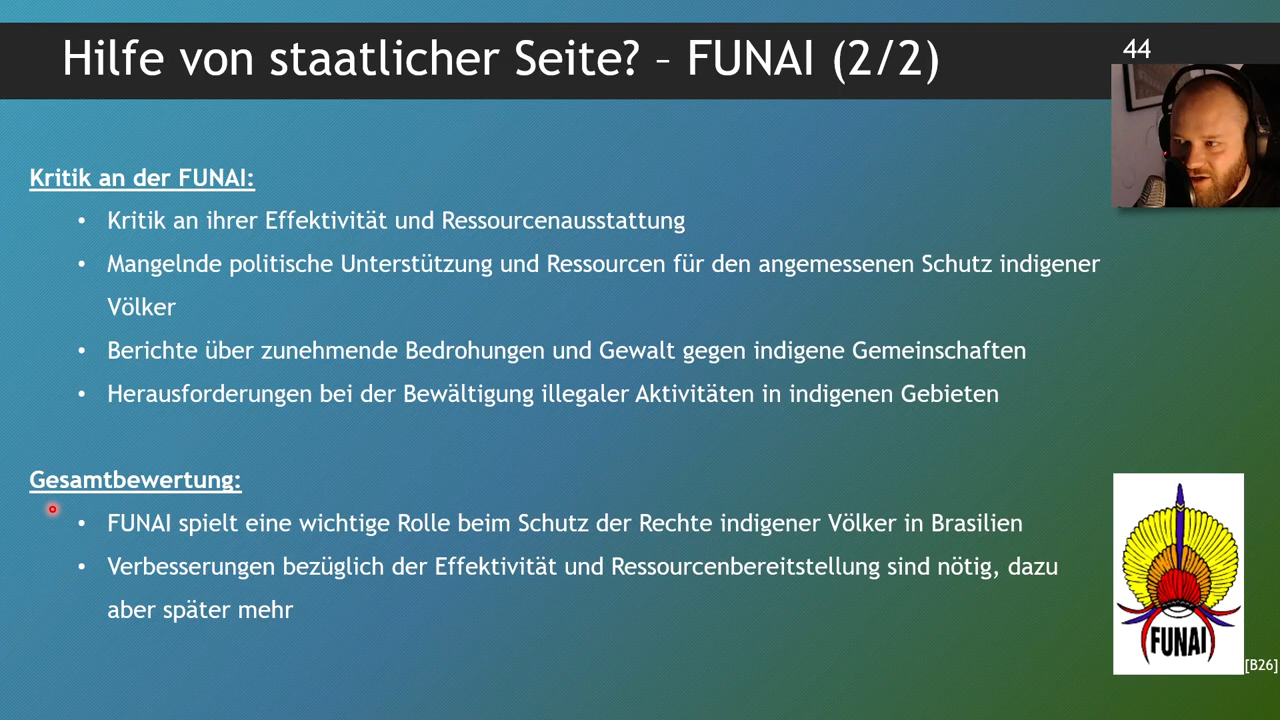 Hilfe von staatlicher Seite? – FUNAI (2/2)
44
Kritik an der FUNAI:
• Kritik an ihrer Effektivität und Ressourcenausstattung
• Mangelnde politische Unterstützung und Ressourcen für den angemessenen Schutz indigener
Völker
• Berichte über zunehmende Bedrohungen und Gewalt gegen indigene Gemeinschaften
• Herausforderungen bei der Bewältigung illegaler Aktivitäten in indigenen Gebieten
Gesamtbewertung:
• FUNAI spielt eine wichtige Rolle beim Schutz der Rechte indigener Völker in Brasilien
• Verbesserungen bezüglich der Effektivität und Ressourcenbereitstellung sind nötig, dazu
aber später mehr
FUNAI
[B26]